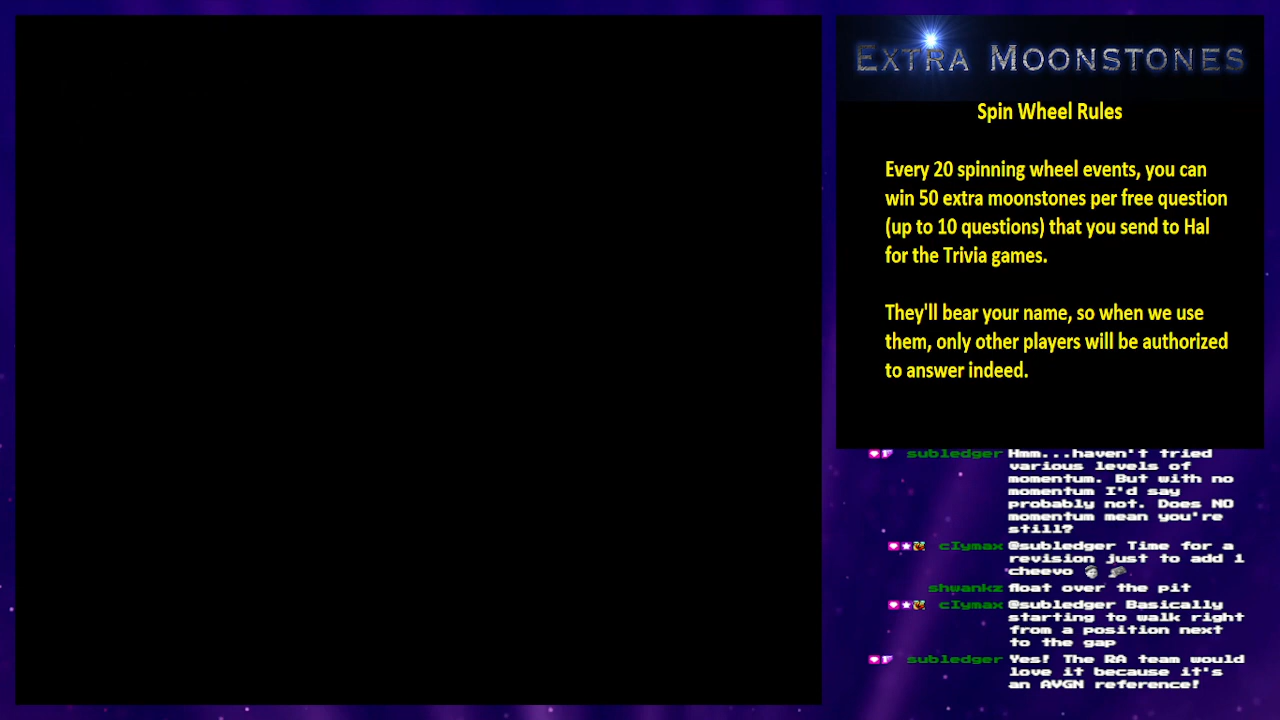 EXTRA MOONSTONES
Spin Wheel Rules
Every 20 spinning wheel events, you can
win 50 extra moonstones per free question
(up to 10 questions) that you send to Hal
for the Trivia games.
They'll bear your name, so when we use
them, only other players will be authorized
to answer indeed.
subledger Hmm...haven't tried
various levels of
momentum. But with no
momentum I'd say
probably not. Does NO
momentum mean you're
still?
cIymax @subledger Time for a
revision just to add 1
cheevo
shwankz float over the pit
cIymax @subledger Basically
starting to walk right
from a position next
to the gap
subledger Yes! The RA team would
love it because it's
an AVGN reference!